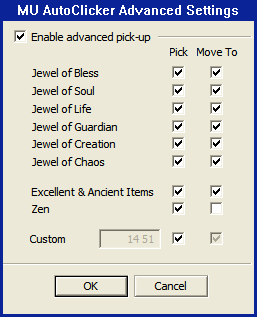 MU AutoClicker Advanced Settings
Enable advanced pick-up
Pick Move To
Jewel of Bless
Jewel of Soul
Jewel of Life
Jewel of Guardian
Jewel of Creation
Jewel of Chaos
Excellent & Ancient Items
Zen
Custom 14 51
OK Cancel